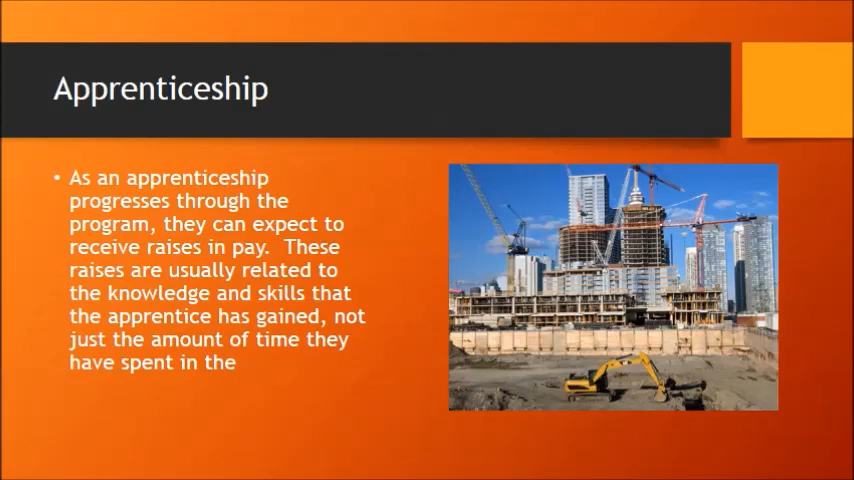 Apprenticeship
• As an apprenticeship
progresses through the
program, they can expect to
receive raises in pay.  These
raises are usually related to
the knowledge and skills that
the apprentice has gained, not
just the amount of time they
have spent in the